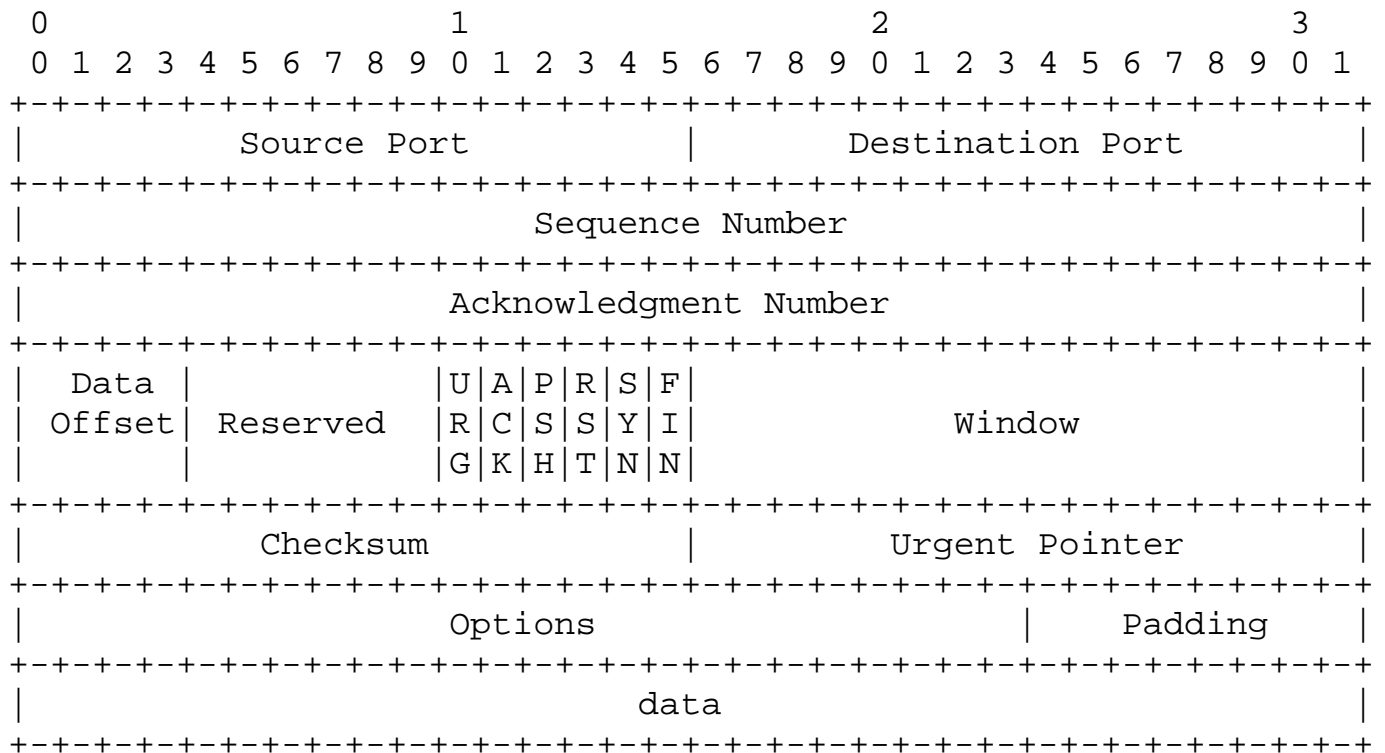 0                   1                   2                   3
 0 1 2 3 4 5 6 7 8 9 0 1 2 3 4 5 6 7 8 9 0 1 2 3 4 5 6 7 8 9 0 1
+-+-+-+-+-+-+-+-+-+-+-+-+-+-+-+-+-+-+-+-+-+-+-+-+-+-+-+-+-+-+-+-+
|          Source Port          |       Destination Port        |
+-+-+-+-+-+-+-+-+-+-+-+-+-+-+-+-+-+-+-+-+-+-+-+-+-+-+-+-+-+-+-+-+
|                        Sequence Number                        |
+-+-+-+-+-+-+-+-+-+-+-+-+-+-+-+-+-+-+-+-+-+-+-+-+-+-+-+-+-+-+-+-+
|                    Acknowledgment Number                      |
+-+-+-+-+-+-+-+-+-+-+-+-+-+-+-+-+-+-+-+-+-+-+-+-+-+-+-+-+-+-+-+-+
|  Data |           |U|A|P|R|S|F|                               |
| Offset| Reserved  |R|C|S|S|Y|I|            Window             |
|       |           |G|K|H|T|N|N|                               |
+-+-+-+-+-+-+-+-+-+-+-+-+-+-+-+-+-+-+-+-+-+-+-+-+-+-+-+-+-+-+-+-+
|           Checksum            |         Urgent Pointer        |
+-+-+-+-+-+-+-+-+-+-+-+-+-+-+-+-+-+-+-+-+-+-+-+-+-+-+-+-+-+-+-+-+
|                    Options                    |    Padding    |
+-+-+-+-+-+-+-+-+-+-+-+-+-+-+-+-+-+-+-+-+-+-+-+-+-+-+-+-+-+-+-+-+
|                             data                              |
+-+-+-+-+-+-+-+-+-+-+-+-+-+-+-+-+-+-+-+-+-+-+-+-+-+-+-+-+-+-+-+-+